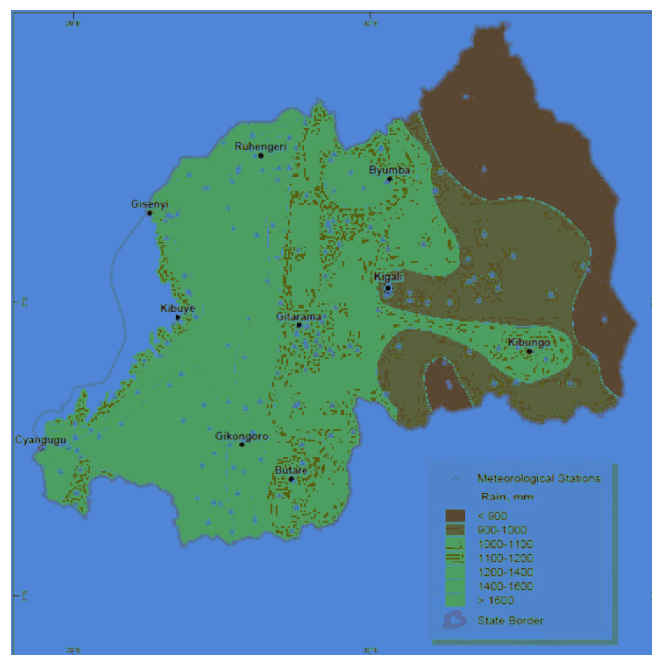 Ruhengeri
Byumba
Gisenyi
Kigali
Kibuye
Gitarama
Kibungo
Cyangugu
Gikongoro
Butare
Meteorological Stations
Rain, mm
< 900
900-1000
1000-1100
1100-1200
1200-1400
1400-1600
> 1600
State Border